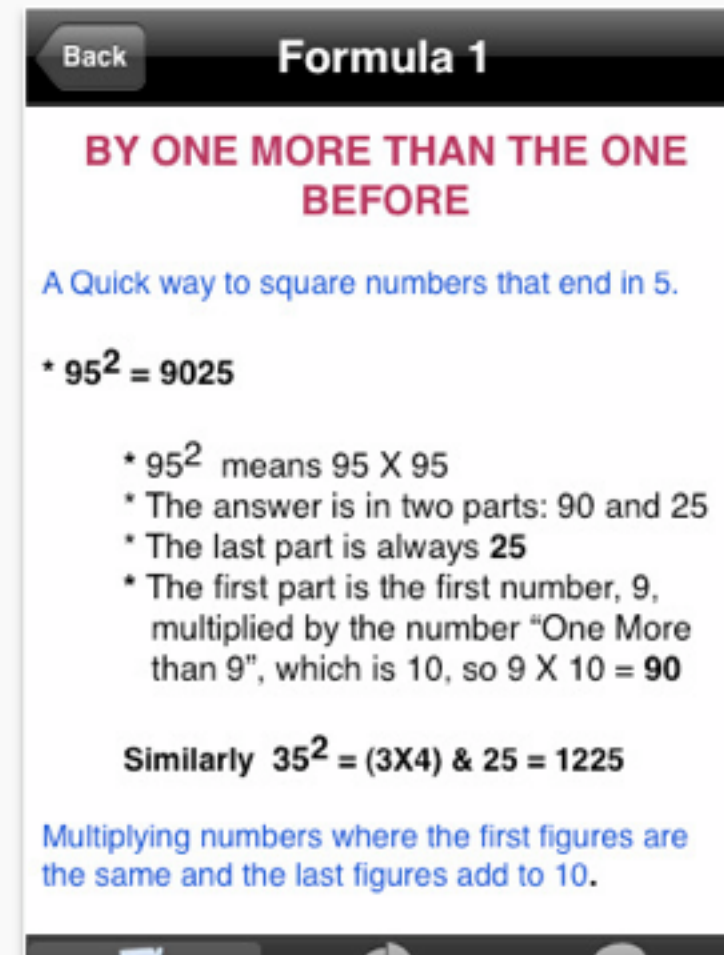 Back
Formula 1
BY ONE MORE THAN THE ONE
BEFORE
A Quick way to square numbers that end in 5.
* 95² = 9025
* 95² means 95 X 95
* The answer is in two parts: 90 and 25
* The last part is always 25
* The first part is the first number, 9,
multiplied by the number “One More
than 9”, which is 10, so 9 X 10 = 90
Similarly 35² = (3X4) & 25 = 1225
Multiplying numbers where the first figures are
the same and the last figures add to 10.